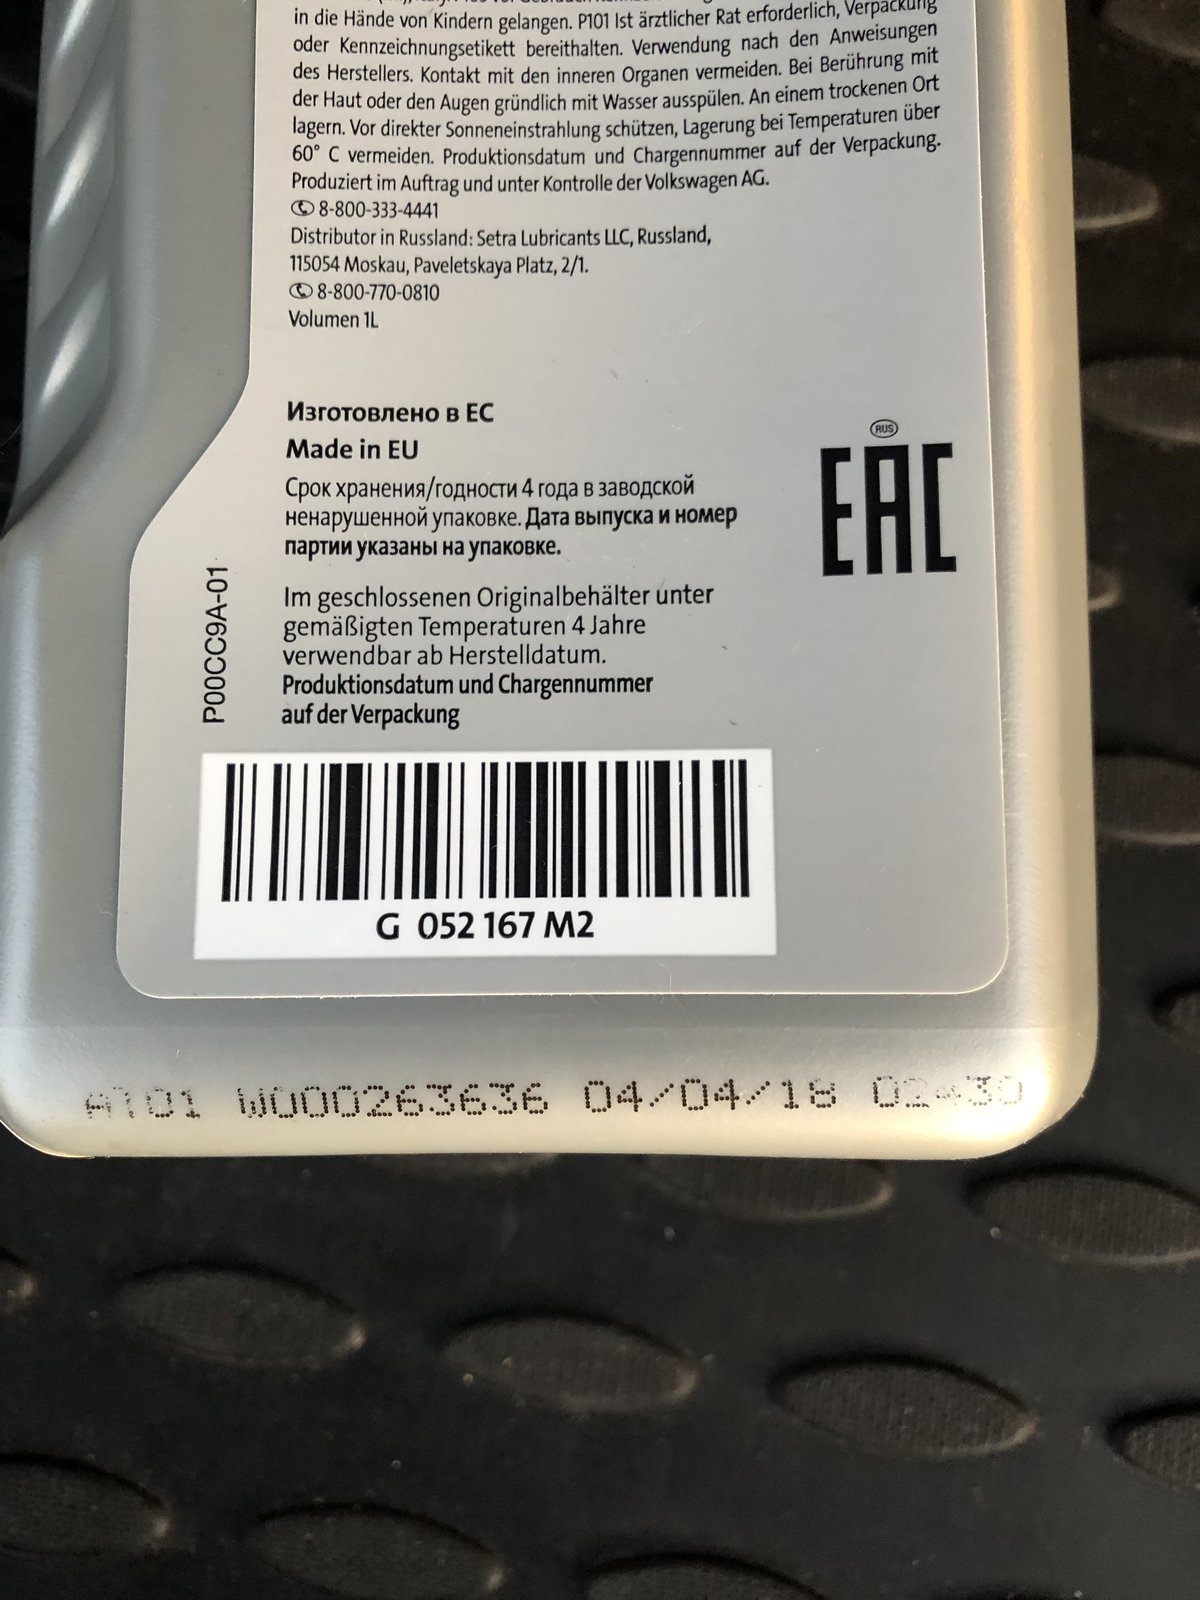 in die Hände von Kindern gelangen. P101 Ist ärztlicher Rat erforderlich, Verpackung
oder Kennzeichnungsetikett bereithalten. Verwendung nach den Anweisungen
des Herstellers. Kontakt mit den inneren Organen vermeiden. Bei Berührung mit
der Haut oder den Augen gründlich mit Wasser ausspülen. An einem trockenen Ort
lagern. Vor direkter Sonneneinstrahlung schützen, Lagerung bei Temperaturen über
60° C vermeiden. Produktionsdatum und Chargennummer auf der Verpackung.
Produziert im Auftrag und unter Kontrolle der Volkswagen AG.
8-800-333-4441
Distributor in Russland: Setra Lubricants LLC, Russland,
115054 Moskau, Paveletskaya Platz, 2/1.
8-800-770-0810
Volumen 1L
Изготовлено в ЕС
Made in EU
RUS
EAC
Срок хранения/годности 4 года в заводской
ненарушенной упаковке. Дата выпуска и номер
партии указаны на упаковке.
Im geschlossenen Originalbehälter unter
gemäßigten Temperaturen 4 Jahre
verwendbar ab Herstelldatum.
Produktionsdatum und Chargennummer
auf der Verpackung
P00CC9A-01
G 052 167 M2
AT01 W000263636 04/04/18 02430